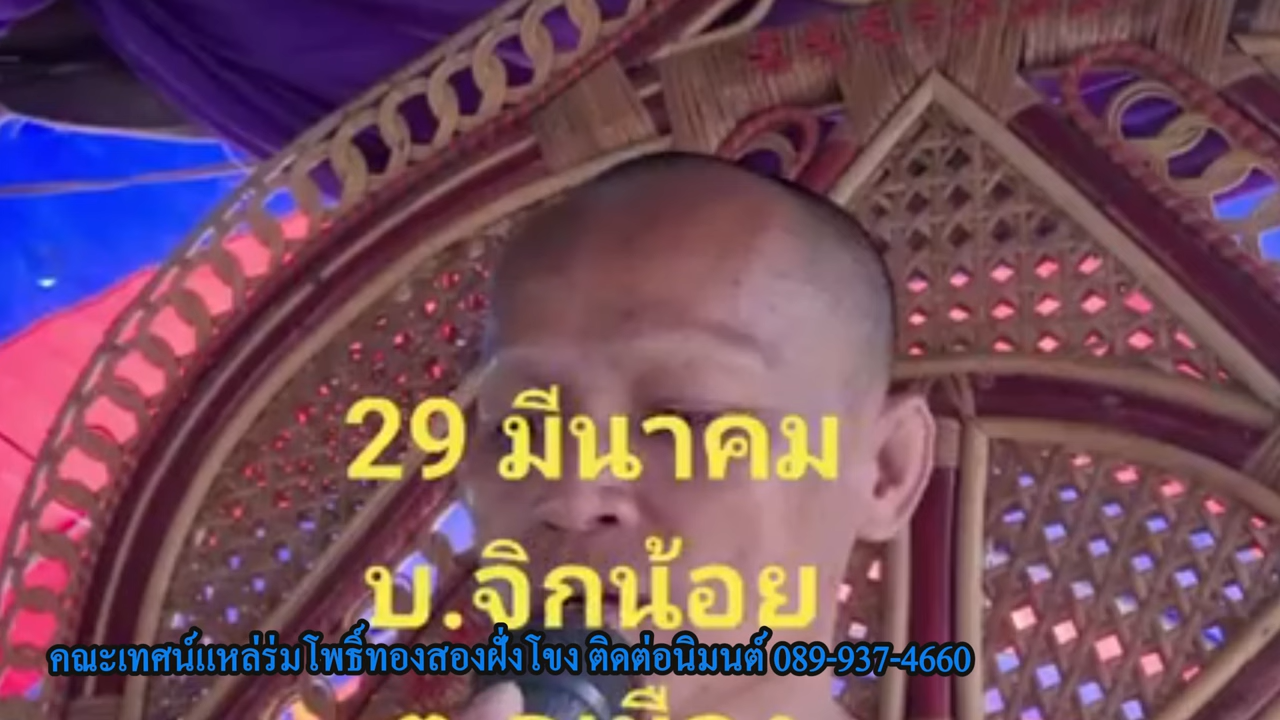 29 มีนาคม
บ.จิกน้อย
คณะเทศน์แหล่ร่มโพธิ์ทองสองฝั่งโขง ติดต่อนิมนต์ 089-937-4660